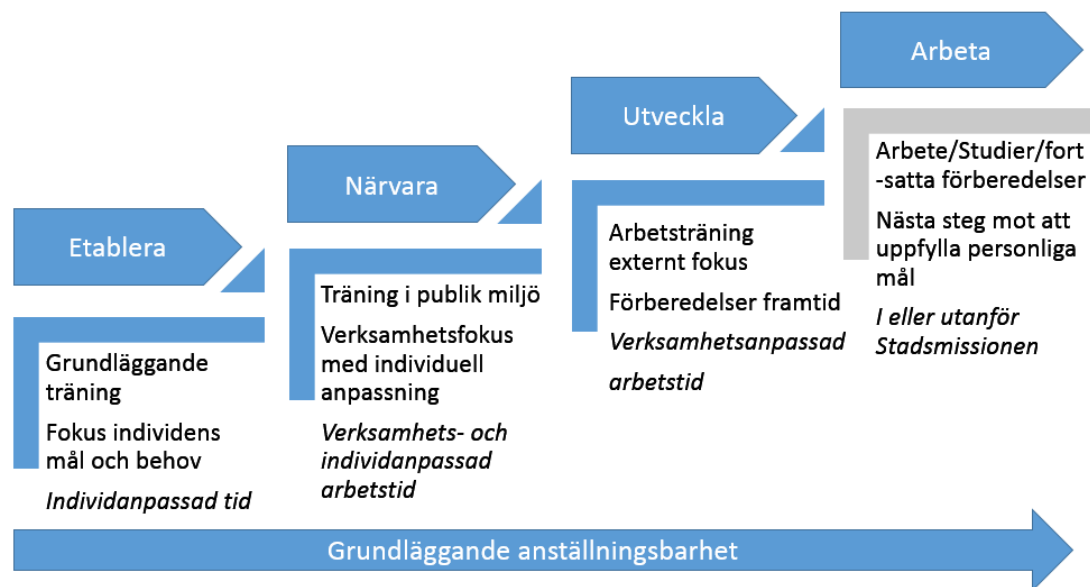 Etablera
Grundläggande
träning
Fokus individens
mål och behov
Individanpassad tid
Närvara
Träning i publik miljö
Verksamhetsfokus
med individuell
anpassning
Verksamhets- och
individanpassad
arbetstid
Utveckla
Arbetsträning
externt fokus
Förberedelser framtid
Verksamhetsanpassad
arbetstid
Arbeta
Arbete/Studier/fort
-satta förberedelser
Nästa steg mot att
uppfylla personliga
mål
I eller utanför
Stadsmissionen
Grundläggande anställningsbarhet